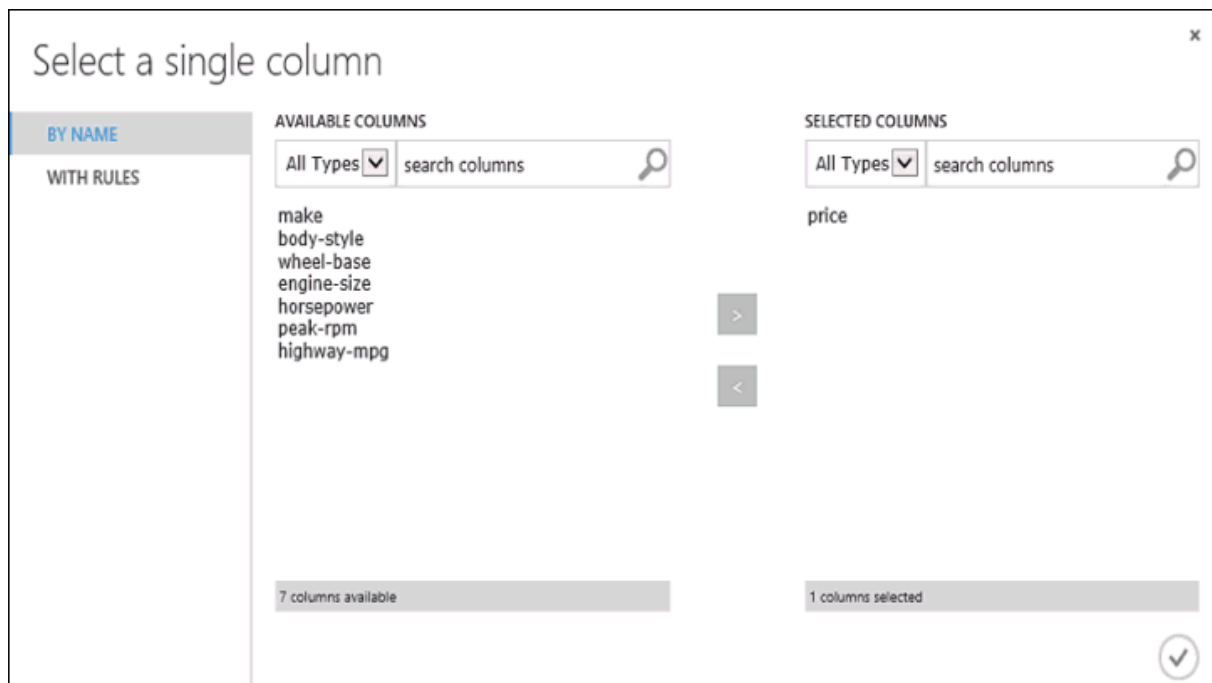 Select a single column
x
BY NAME
WITH RULES
AVAILABLE COLUMNS
All Types search columns
make
body-style
wheel-base
engine-size
horsepower
peak-rpm
highway-mpg
7 columns available
>
<
SELECTED COLUMNS
All Types search columns
price
1 columns selected